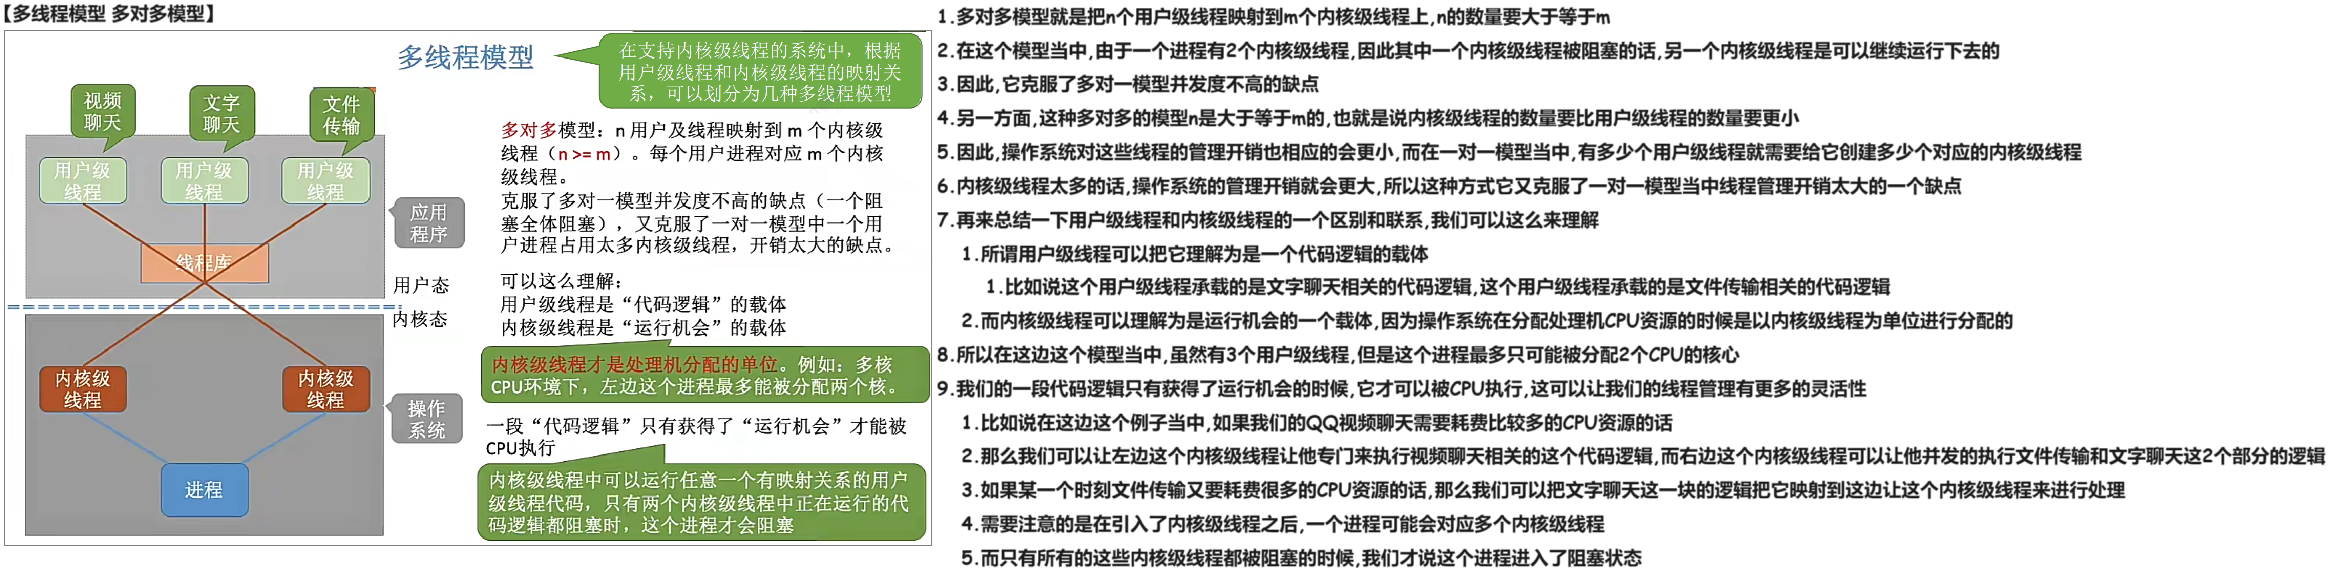 【多线程模型 多对多模型】
多线程模型
在支持内核级线程的系统中，根据
用户级线程和内核级线程的映射关
系，可以划分为几种多线程模型
视频
聊天
文字
聊天
文件
传输
用户级
线程
用户级
线程
用户级
线程
应用
程序
线程库
用户态
内核态
内核级
线程
内核级
线程
操作
系统
进程
多对多模型：n 用户及线程映射到 m 个内核级
线程（n >= m）。每个用户进程对应 m 个内核
级线程。
克服了多对一模型并发度不高的缺点（一个阻
塞全体阻塞），又克服了一对一模型中一个用
户进程占用太多内核级线程，开销太大的缺点。
可以这么理解：
用户级线程是“代码逻辑”的载体
内核级线程是“运行机会”的载体
内核级线程才是处理机分配的单位。例如：多核
CPU环境下，左边这个进程最多能被分配两个核。
一段“代码逻辑”只有获得了“运行机会”才能被
CPU执行
内核级线程中可以运行任意一个有映射关系的用户
级线程代码，只有两个内核级线程中正在运行的代
码逻辑都阻塞时，这个进程才会阻塞
1.多对多模型就是把n个用户级线程映射到m个内核级线程上,n的数量要大于等于m
2.在这个模型当中,由于一个进程有2个内核级线程,因此其中一个内核级线程被阻塞的话,另一个内核级线程是可以继续运行下去的
3.因此,它克服了多对一模型并发度不高的缺点
4.另一方面,这种多对多的模型n是大于等于m的,也就是说内核级线程的数量要比用户级线程的数量要更小
5.因此,操作系统对这些线程的管理开销也相应的会更小,而在一对一模型当中,有多少个用户级线程就需要给它创建多少个对应的内核级线程
6.内核级线程太多的话,操作系统的管理开销就会更大,所以这种方式它又克服了一对一模型当中线程管理开销太大的一个缺点
7.再来总结一下用户级线程和内核级线程的一个区别和联系,我们可以这么来理解
1.所谓用户级线程可以把它理解为是一个代码逻辑的载体
1.比如说这个用户级线程承载的是文字聊天相关的代码逻辑,这个用户级线程承载的是文件传输相关的代码逻辑
2.而内核级线程可以理解为是运行机会的一个载体,因为操作系统在分配处理机CPU资源的时候是以内核级线程为单位进行分配的
8.所以在这边这个模型当中,虽然有3个用户级线程,但是这个进程最多只可能被分配2个CPU的核心
9.我们的一段代码逻辑只有获得了运行机会的时候,它才可以被CPU执行,这可以让我们的线程管理有更多的灵活性
1.比如说在这边这个例子当中,如果我们的QQ视频聊天需要耗费比较多的CPU资源的话
2.那么我们可以让左边这个内核级线程让他专门来执行视频聊天相关的这个代码逻辑,而右边这个内核级线程可以让他并发的执行文件传输和文字聊天这2个部分的逻辑
3.如果某一个时刻文件传输又要耗费很多的CPU资源的话,那么我们可以把文字聊天这一块的逻辑把它映射到这边让这个内核级线程来进行处理
4.需要注意的是在引入了内核级线程之后,一个进程可能会对应多个内核级线程
5.而只有所有的这些内核级线程都被阻塞的时候,我们才说这个进程进入了阻塞状态